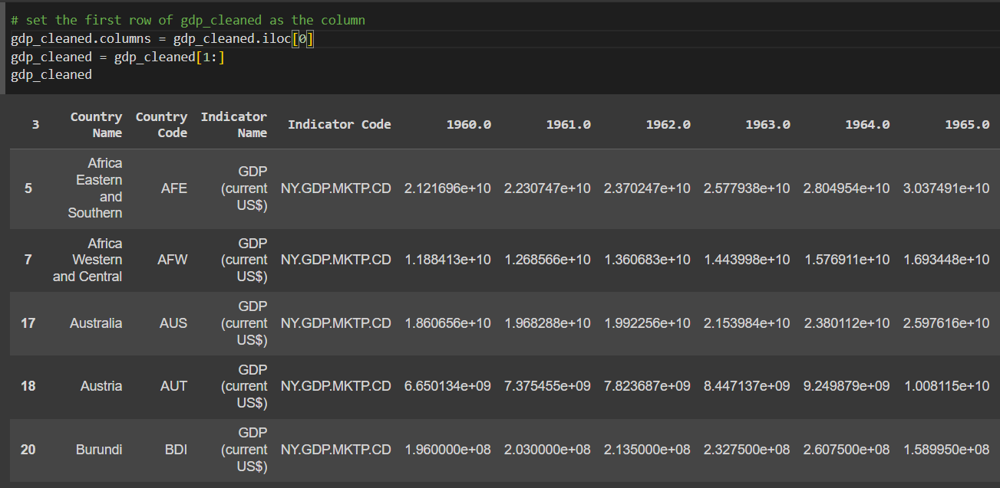 # set the first row of gdp_cleaned as the column
gdp_cleaned.columns = gdp_cleaned.iloc[0]
gdp_cleaned = gdp_cleaned[1:]
gdp_cleaned
3 Country Name Country Code Indicator Name Indicator Code 1960.0 1961.0 1962.0 1963.0 1964.0 1965.0
5 Africa Eastern and Southern AFE GDP (current US$) NY.GDP.MKTP.CD 2.121696e+10 2.230747e+10 2.370247e+10 2.577938e+10 2.804954e+10 3.037491e+10
7 Africa Western and Central AFW GDP (current US$) NY.GDP.MKTP.CD 1.188413e+10 1.268566e+10 1.360683e+10 1.443998e+10 1.576911e+10 1.693448e+10
17 Australia AUS GDP (current US$) NY.GDP.MKTP.CD 1.860656e+10 1.968288e+10 1.992256e+10 2.153984e+10 2.380112e+10 2.597616e+10
18 Austria AUT GDP (current US$) NY.GDP.MKTP.CD 6.650134e+09 7.375455e+09 7.823687e+09 8.447137e+09 9.249879e+09 1.008115e+10
20 Burundi BDI GDP (current US$) NY.GDP.MKTP.CD 1.960000e+08 2.030000e+08 2.135000e+08 2.327500e+08 2.607500e+08 1.589950e+08